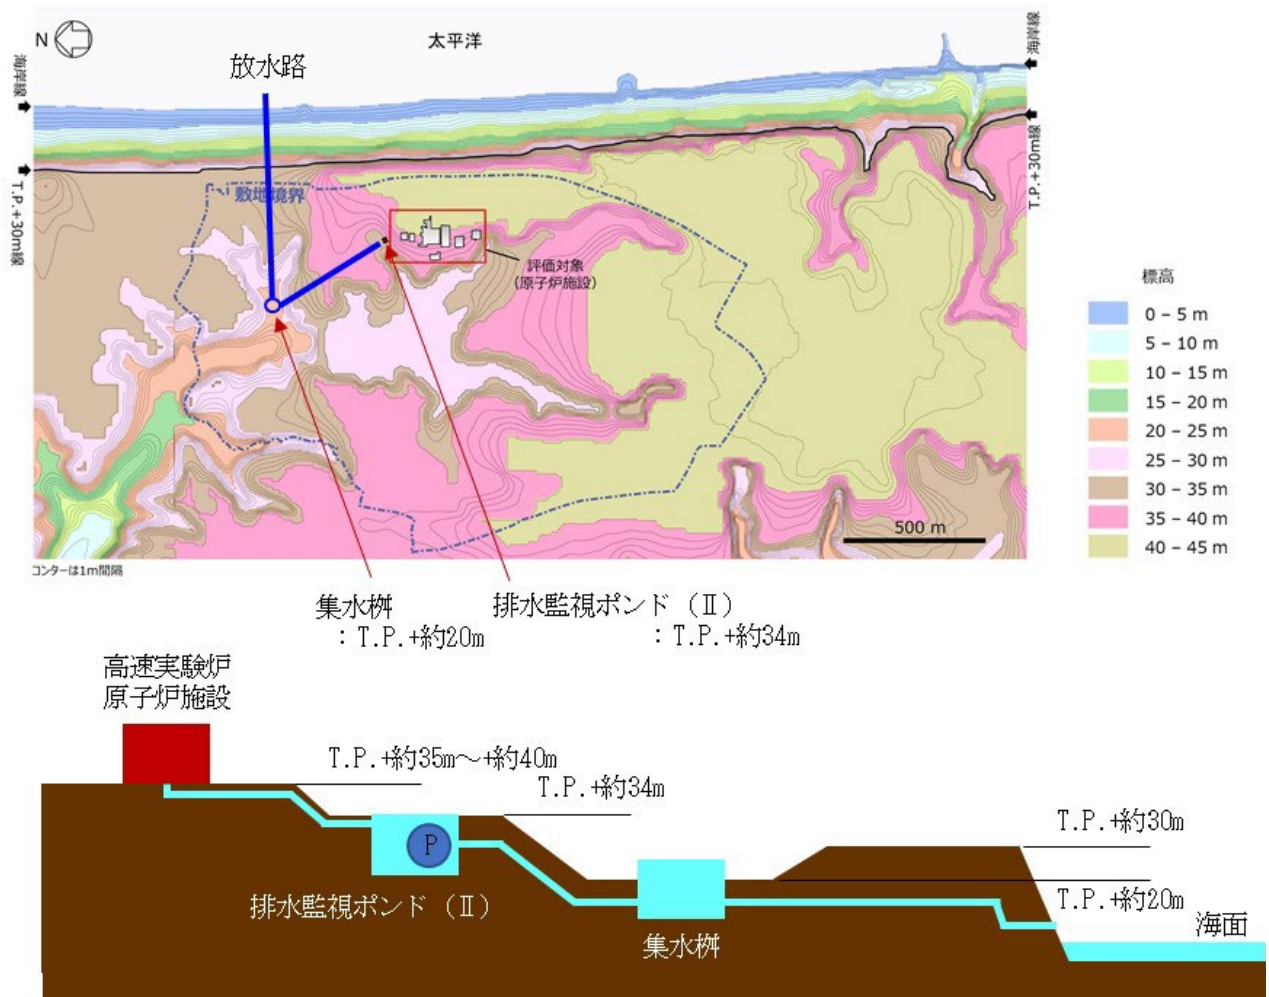 N
太平洋
海岸線
海岸線
放水路
T.P.+30m線
T.P.+30m線
敷地境界
評価対象
(原子炉施設)
標高
0 – 5 m
5 – 10 m
10 – 15 m
15 – 20 m
20 – 25 m
25 – 30 m
30 – 35 m
35 – 40 m
40 – 45 m
500 m
コンターは1m間隔
集水桝
：T.P.+約20m
排水監視ポンド（Ⅱ）
：T.P.+約34m
高速実験炉
原子炉施設
T.P.+約35m～+約40m
T.P.+約34m
T.P.+約30m
P
T.P.+約20m
排水監視ポンド（Ⅱ）
海面
集水桝